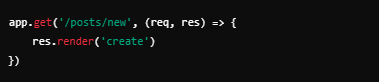 app.get('/posts/new', (req, res) => {
    res.render('create')
})